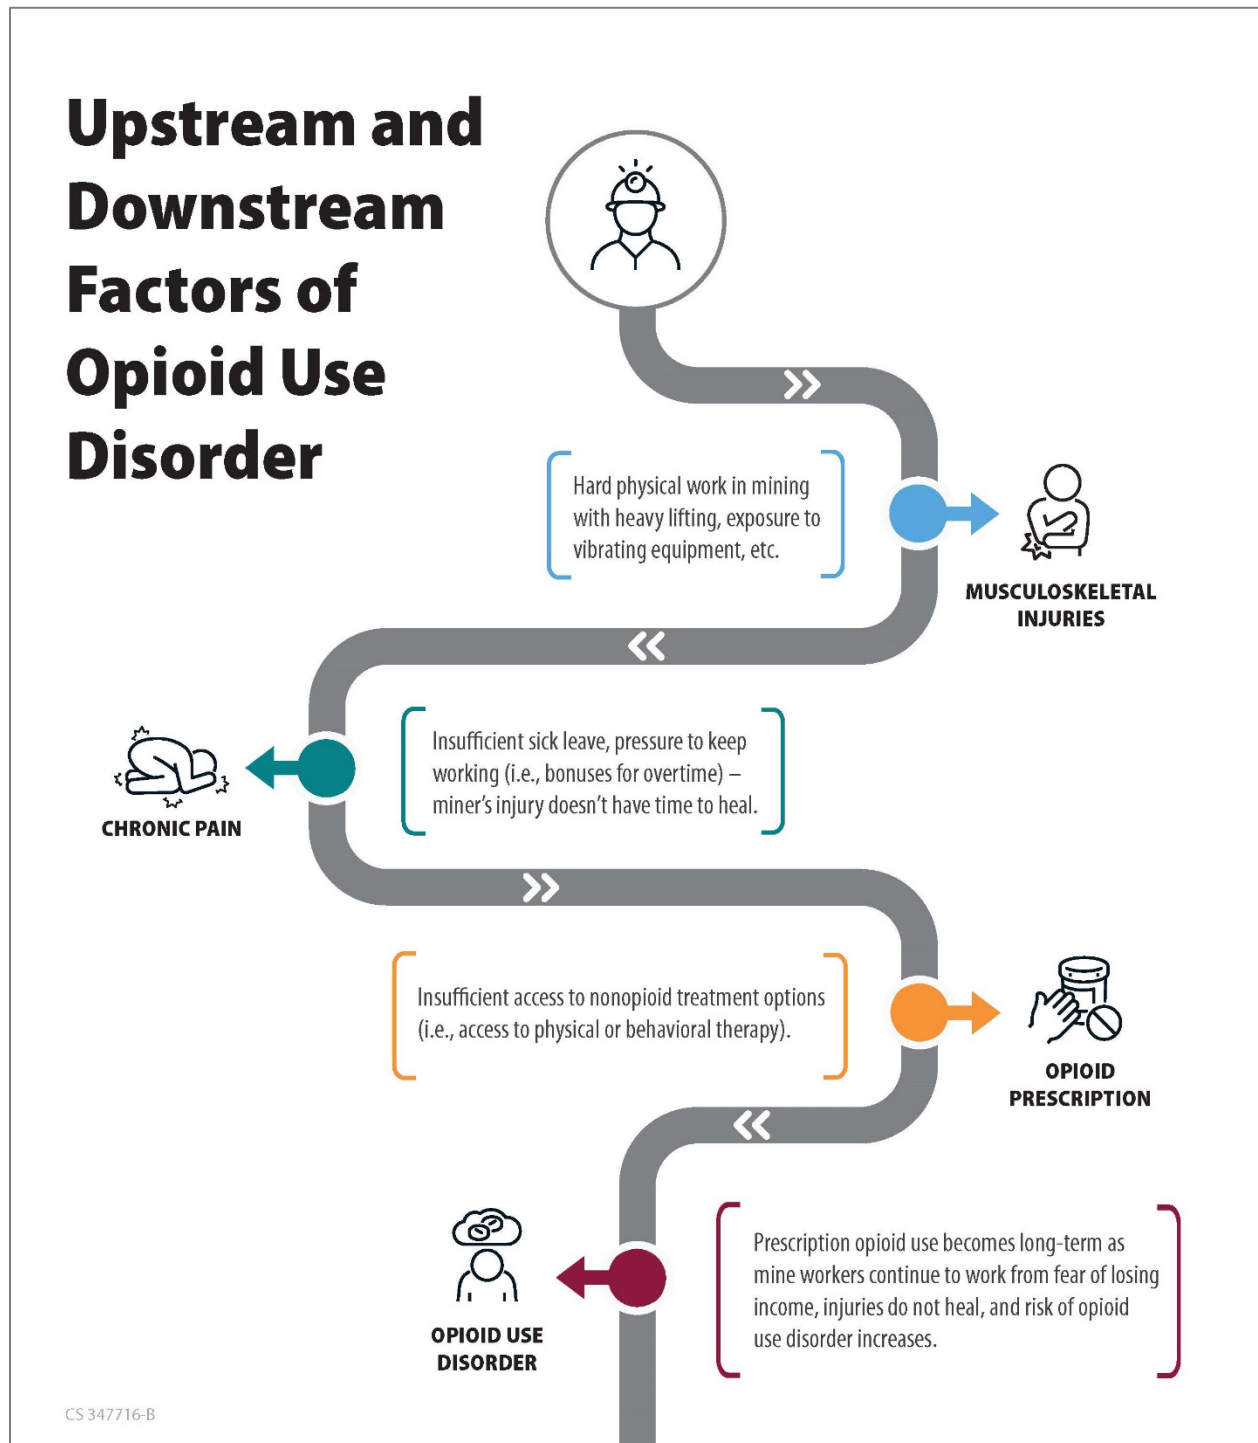 Upstream and
Downstream
Factors of
Opioid Use
Disorder
Hard physical work in mining
with heavy lifting, exposure to
vibrating equipment, etc.
MUSCULOSKELETAL
INJURIES
Insufficient sick leave, pressure to keep
working (i.e., bonuses for overtime) –
miner’s injury doesn’t have time to heal.
CHRONIC PAIN
Insufficient access to nonopioid treatment options
(i.e., access to physical or behavioral therapy).
OPIOID
PRESCRIPTION
Prescription opioid use becomes long-term as
mine workers continue to work from fear of losing
income, injuries do not heal, and risk of opioid
use disorder increases.
OPIOID USE
DISORDER
CS 347716-B